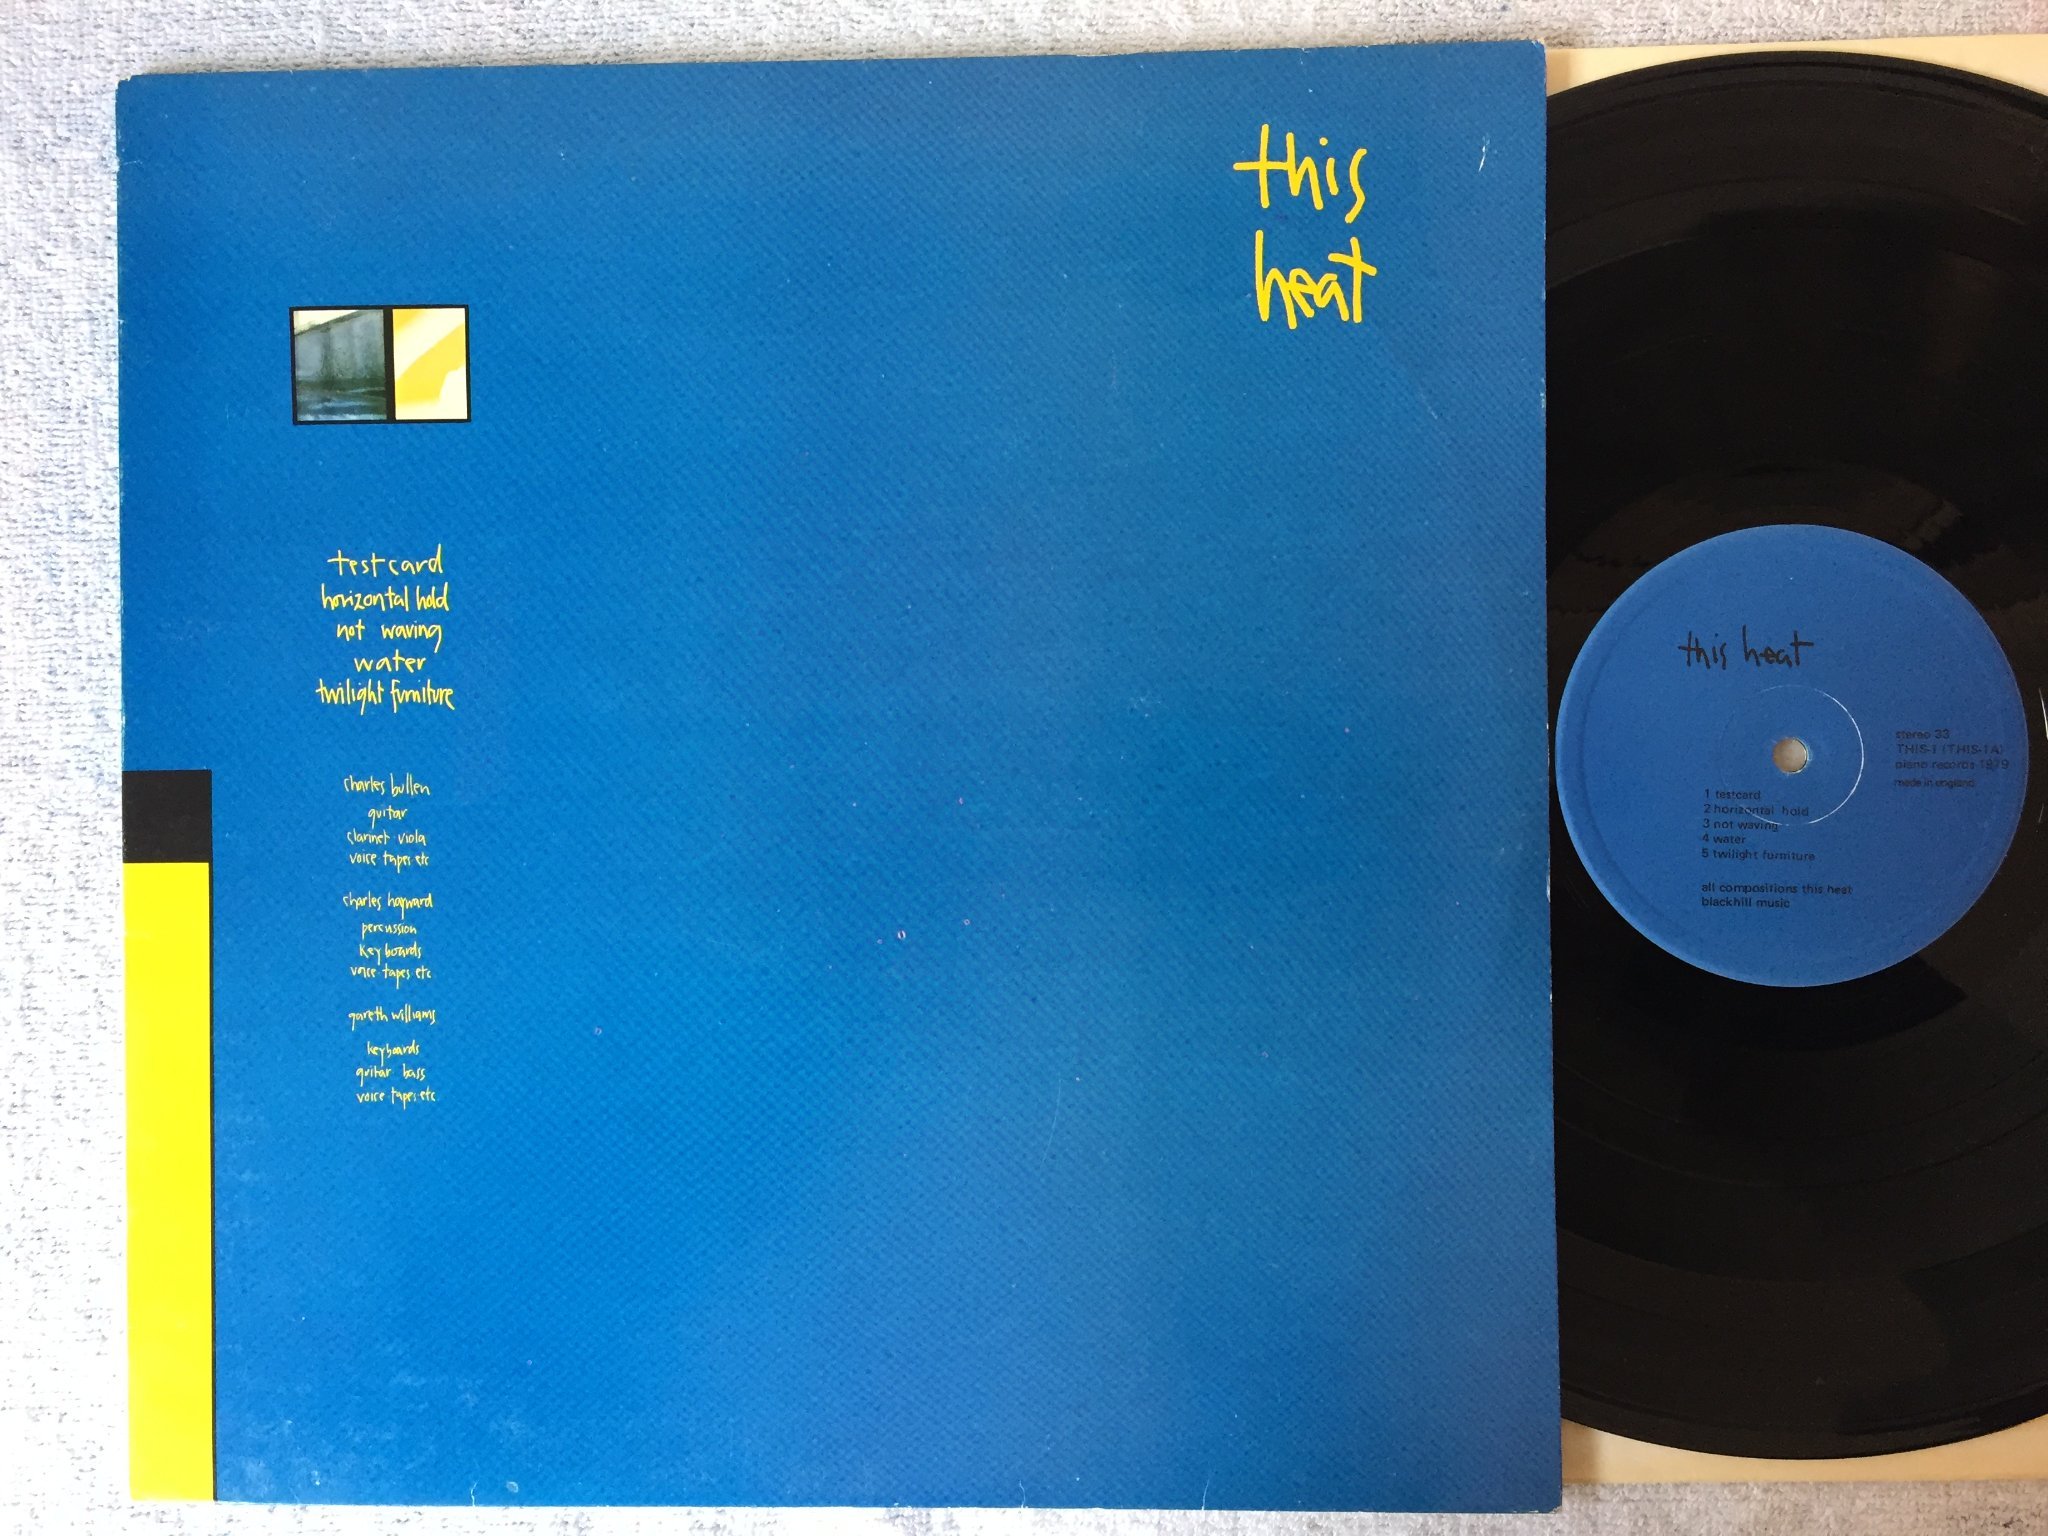 this
heat
testcard
horizontal hold
not waving
water
twilight furniture
charles bullen
guitar
clarinet viola
voice tapes etc
charles hayward
percussion
keyboards
voice tapes etc
gareth williams
keyboards
guitar bass
voice tapes etc
this heat
stereo 33
THIS-1 (THIS-1A)
piano records 1979
made in england
1 testcard
2 horizontal hold
3 not waving
4 water
5 twilight furniture
all compositions this heat
blackhill music